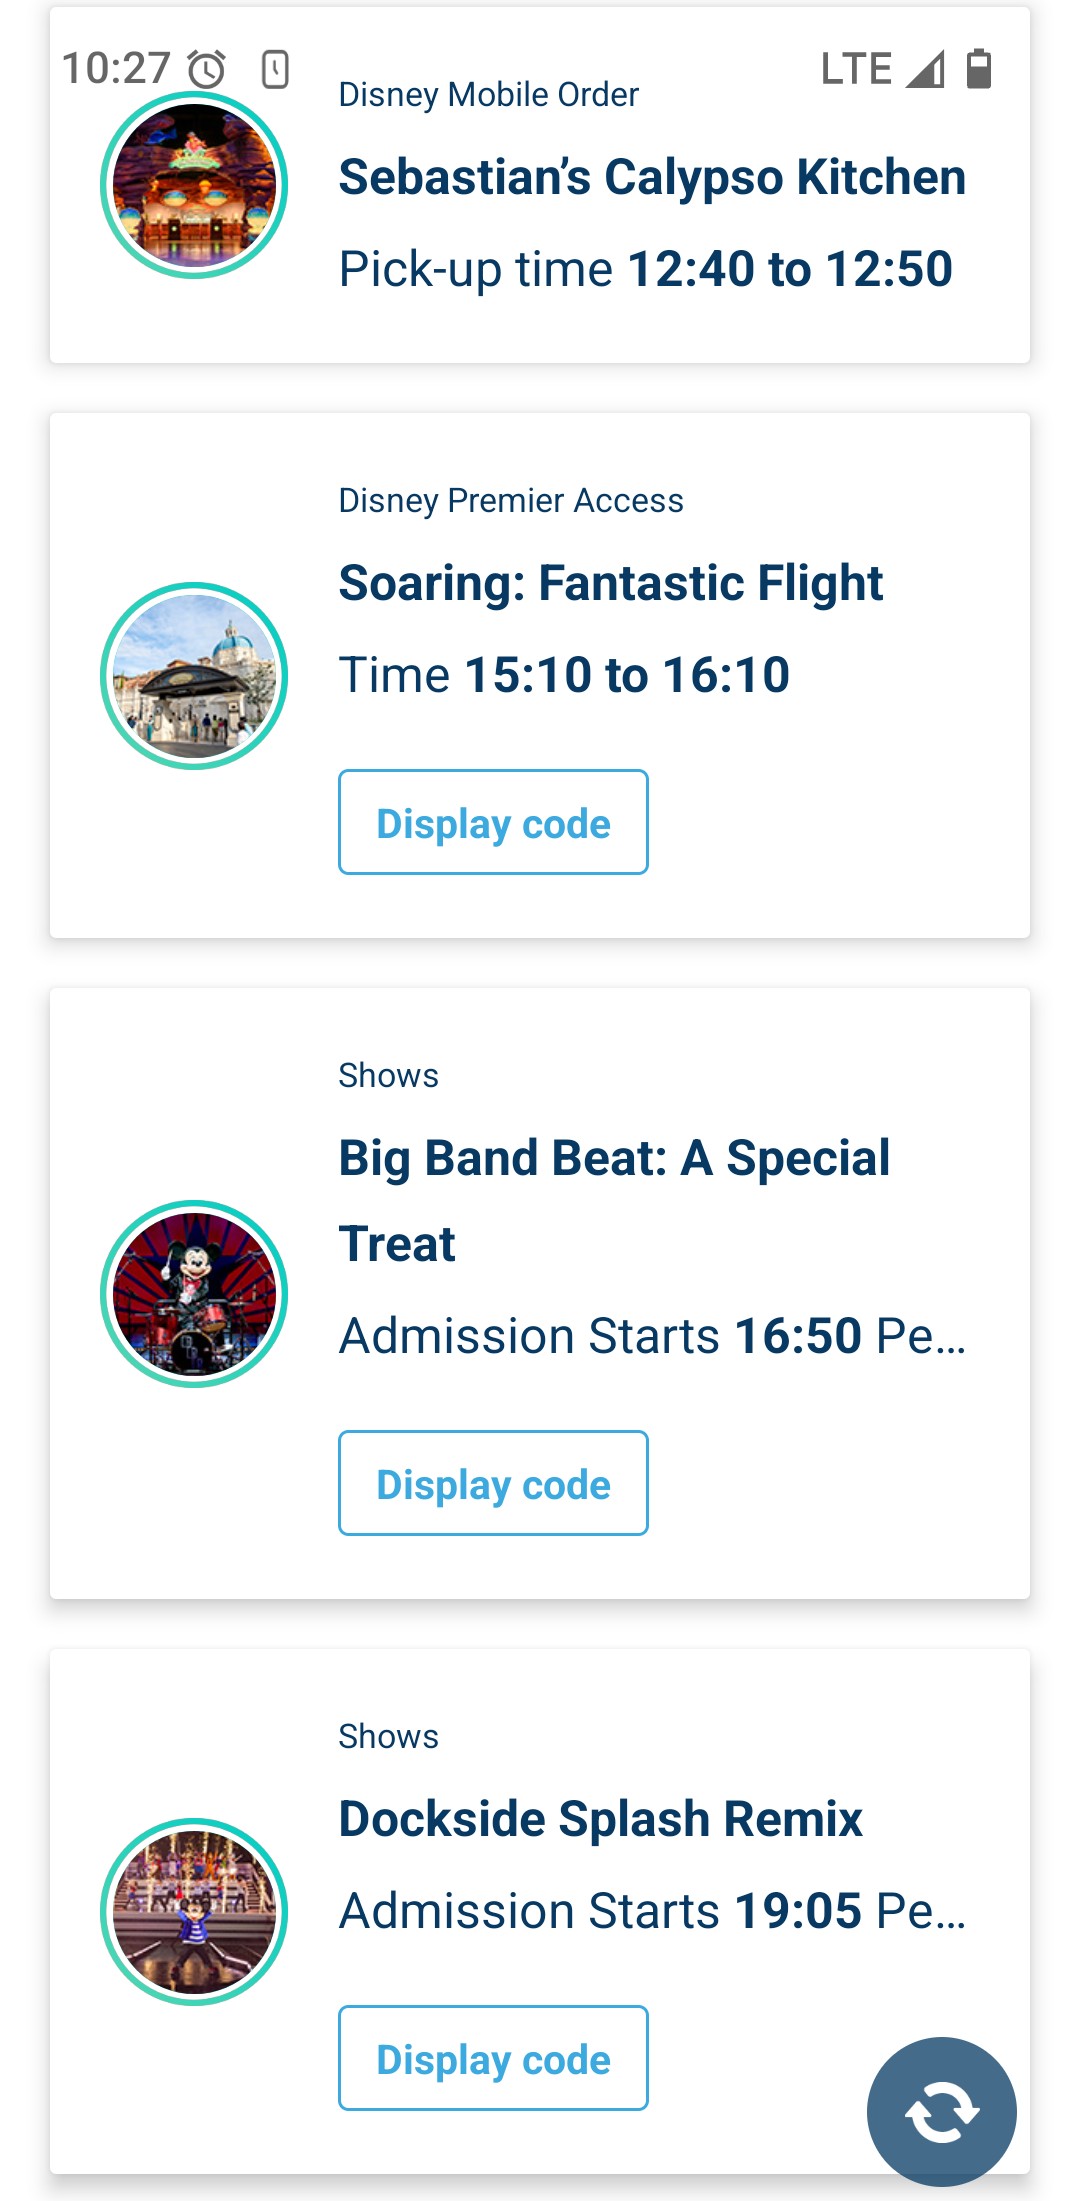 10:27
LTE
Disney Mobile Order
Sebastian’s Calypso Kitchen
Pick-up time 12:40 to 12:50
Disney Premier Access
Soaring: Fantastic Flight
Time 15:10 to 16:10
Display code
Shows
Big Band Beat: A Special
Treat
Admission Starts 16:50 Pe...
Display code
Shows
Dockside Splash Remix
Admission Starts 19:05 Pe...
Display code